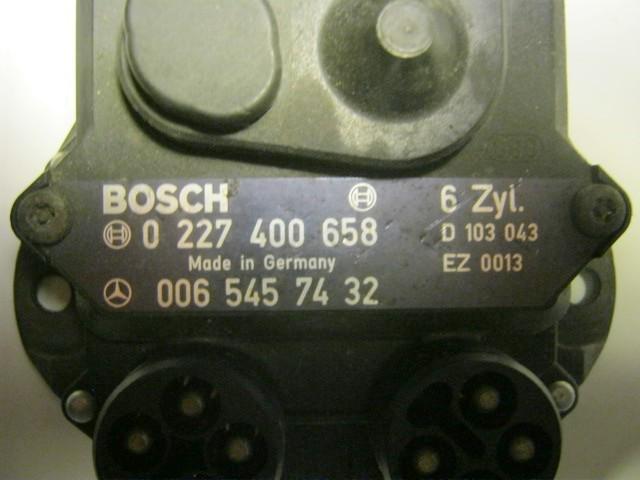 BOSCH 6 Zyl.
0 227 400 658 D 103 043
Made in Germany EZ 0013
006 545 74 32